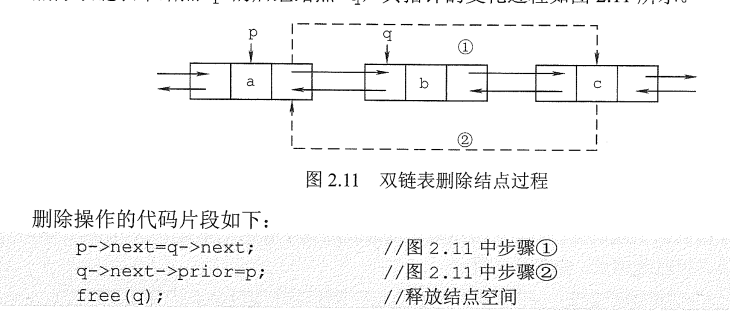 p q
①
a b c
②
图 2.11 双链表删除结点过程
删除操作的代码片段如下：
p->next=q->next; //图 2.11 中步骤①
q->next->prior=p; //图 2.11 中步骤②
free(q); //释放结点空间